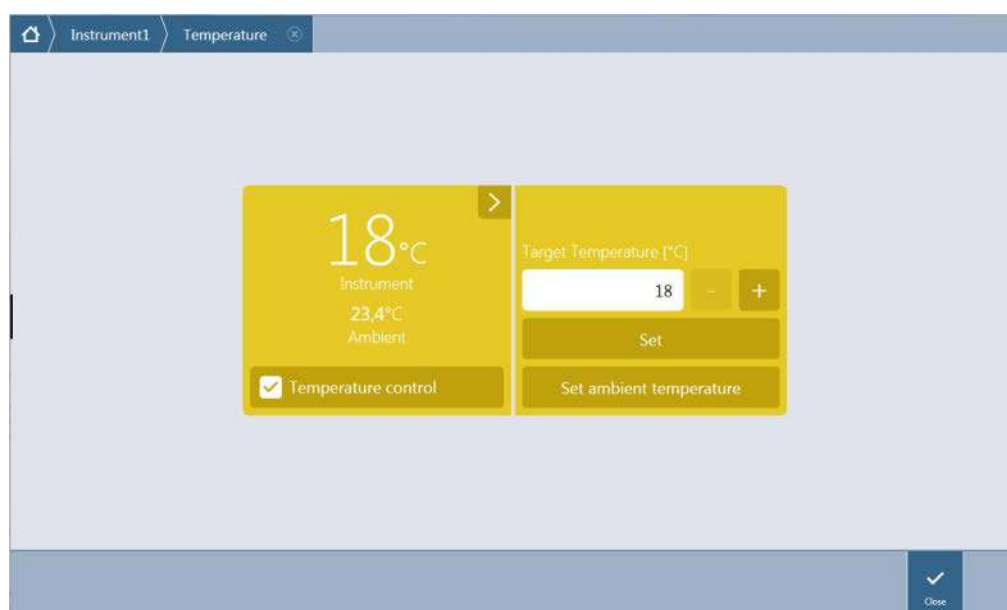 Instrument1 Temperature
18°C
Instrument
23,4°C
Ambient
Temperature control
Target Temperature [°C]
18 - +
Set
Set ambient temperature
Close